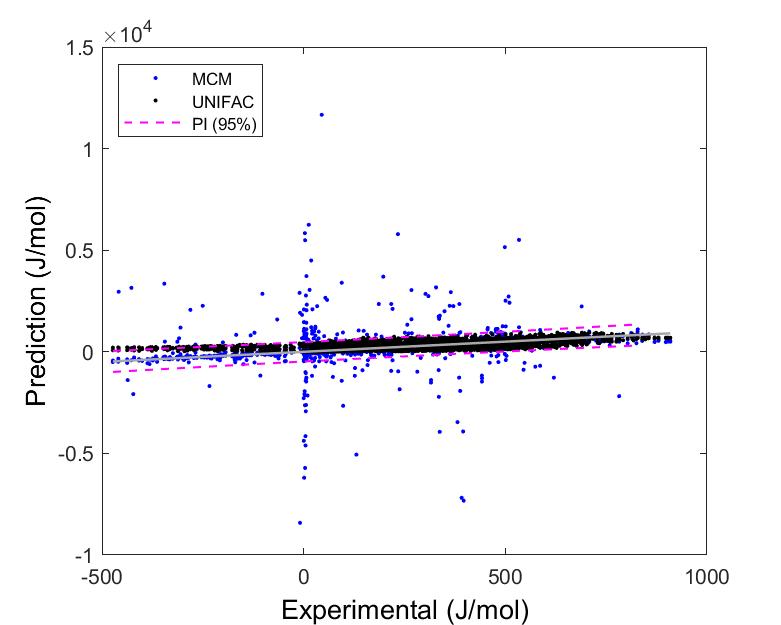 ×10⁴
1.5
1
0.5
0
-0.5
-1
-500
0
500
1000
MCM
UNIFAC
PI (95%)
Prediction (J/mol)
Experimental (J/mol)